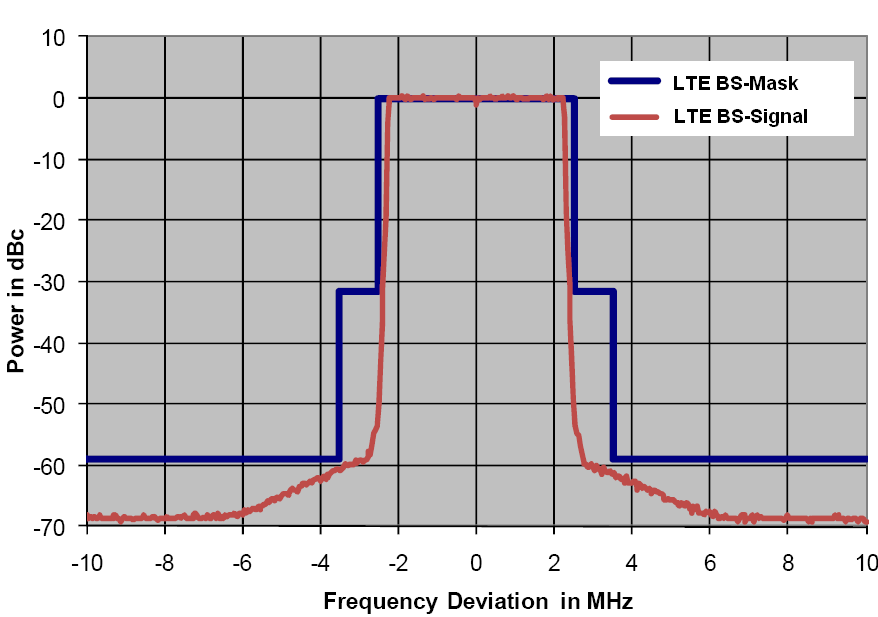 10
0
-10
-20
-30
-40
-50
-60
-70
Power in dBc
LTE BS-Mask
LTE BS-Signal
-10 -8 -6 -4 -2 0 2 4 6 8 10
Frequency Deviation in MHz